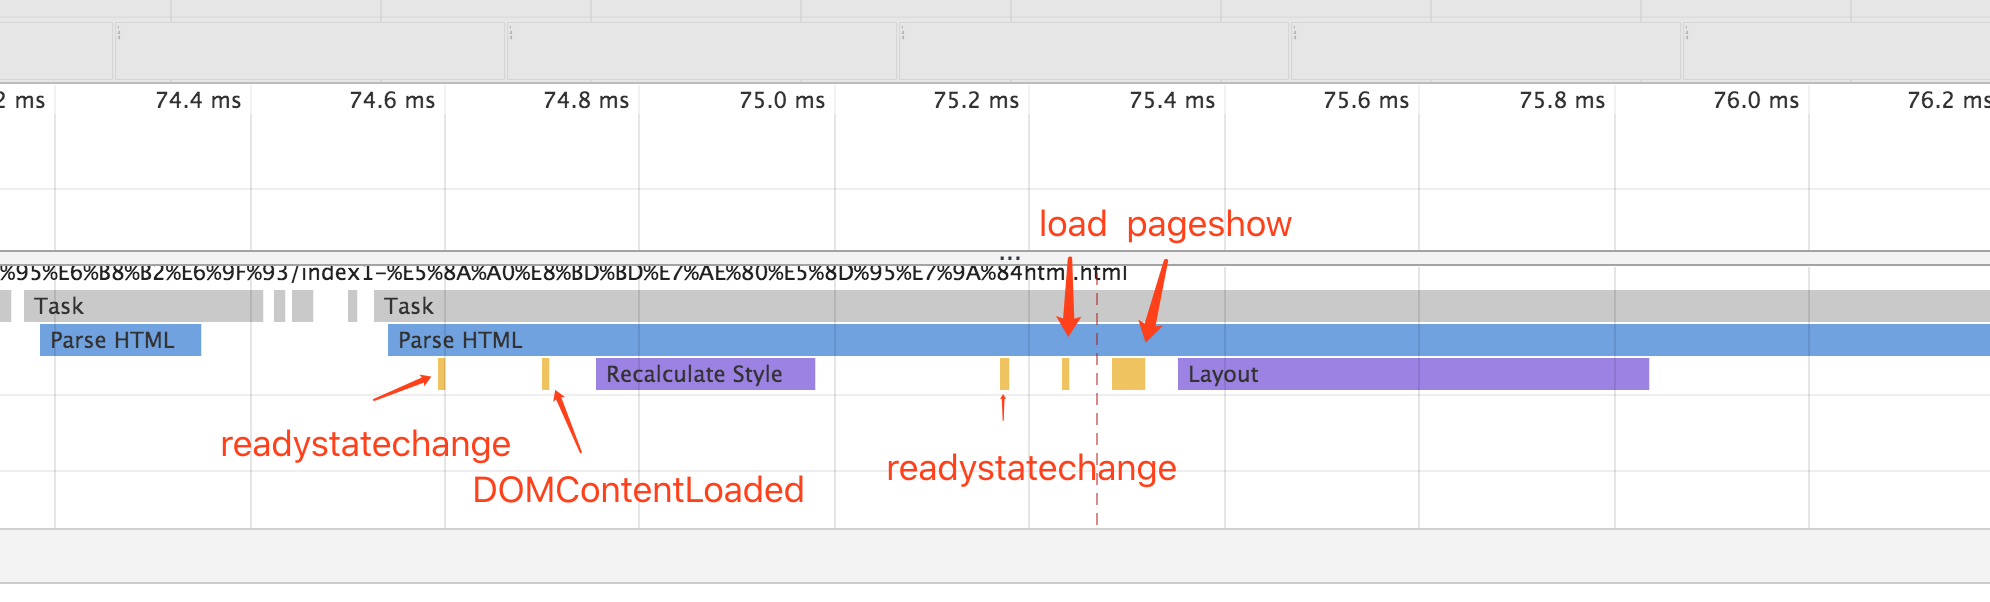 2 ms 74.4 ms 74.6 ms 74.8 ms 75.0 ms 75.2 ms 75.4 ms 75.6 ms 75.8 ms 76.0 ms 76.2 ms
load pageshow
...
%95%E6%B8%B2%E6%9F%93/index1-%E5%8A%A0%E8%BD%BD%E7%AE%80%E5%8D%95%E7%9A%84html.html
Task Task
Parse HTML Parse HTML
Recalculate Style Layout
readystatechange
readystatechange
DOMContentLoaded